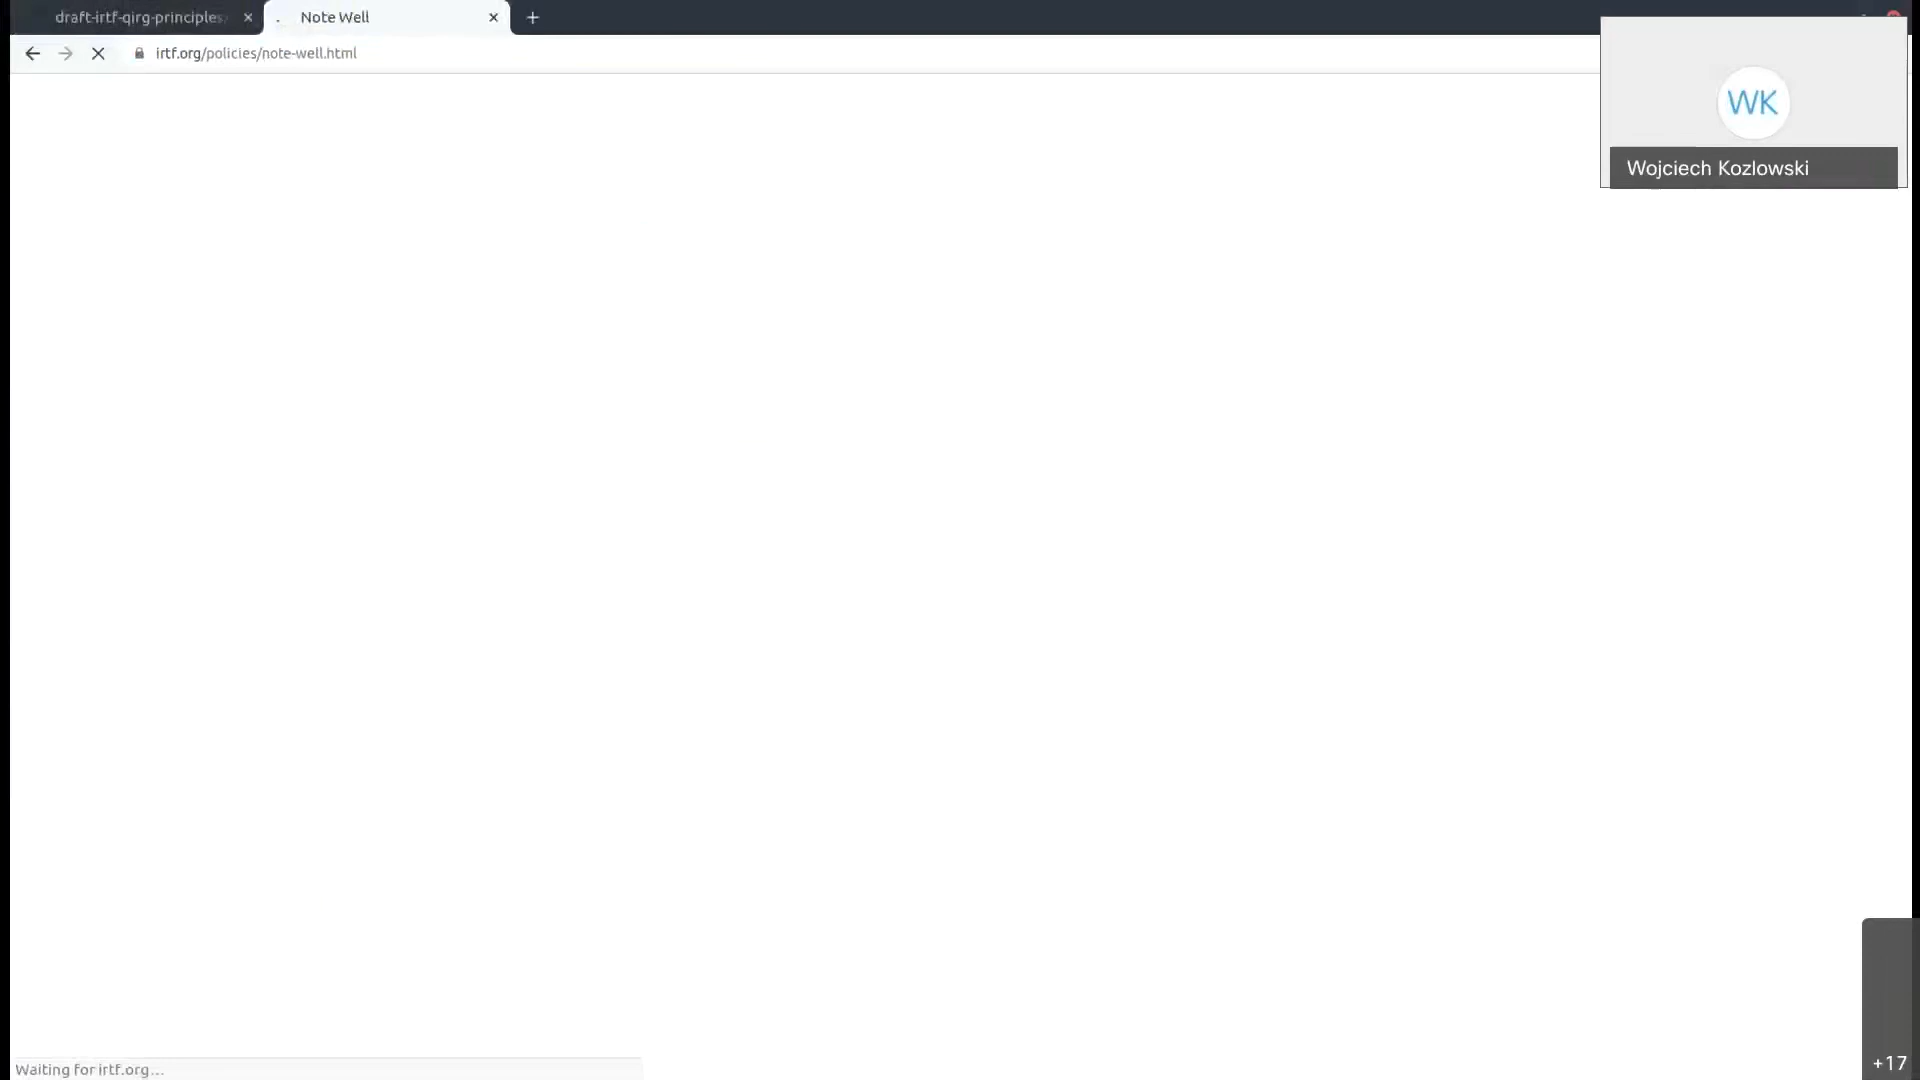 draft-irtf-qirg-principles
Note Well
irtf.org/policies/note-well.html
WK
Wojciech Kozlowski
Waiting for irtf.org...
+17